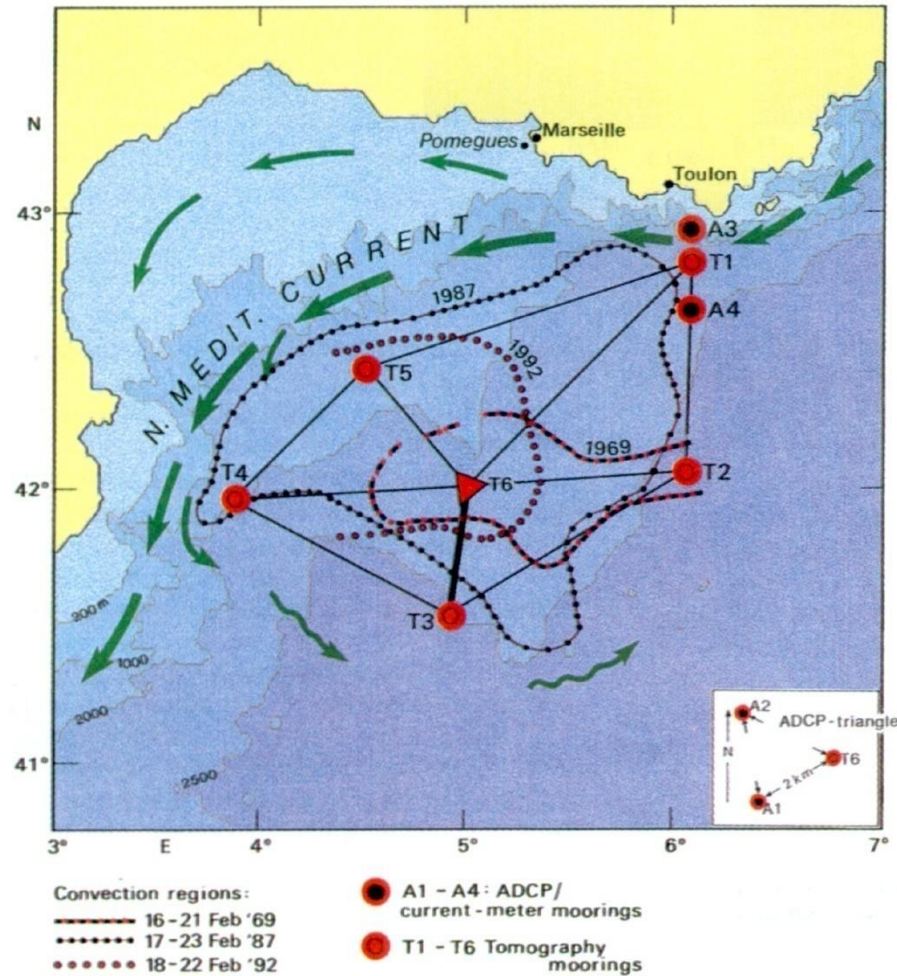 N
Marseille
Pomegues
Toulon
43°
A3
T1
N. MEDIT. CURRENT
1987
A4
1992
T5
1969
T4
T6
T2
42°
T3
200m
1000
2000
2500
41°
A2
ADCP-triangle
N
T6
2 km
A1
3° E 4° 5° 6° 7°
Convection regions:
16-21 Feb '69
17-23 Feb '87
18-22 Feb '92
A1 - A4: ADCP/
current-meter moorings
T1 - T6 Tomography
moorings